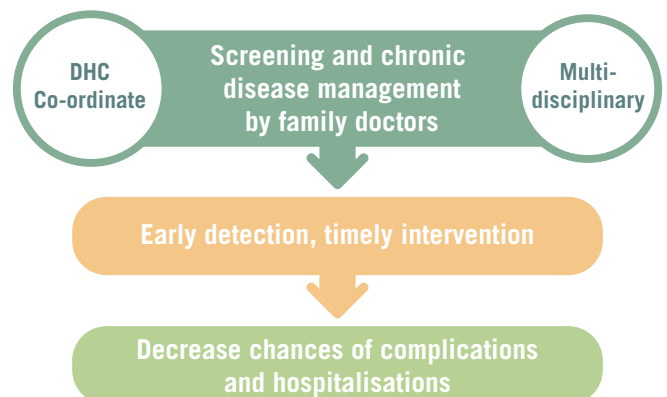 DHC
Co-ordinate
Screening and chronic
disease management
by family doctors
Multi-
disciplinary
Early detection, timely intervention
Decrease chances of complications
and hospitalisations